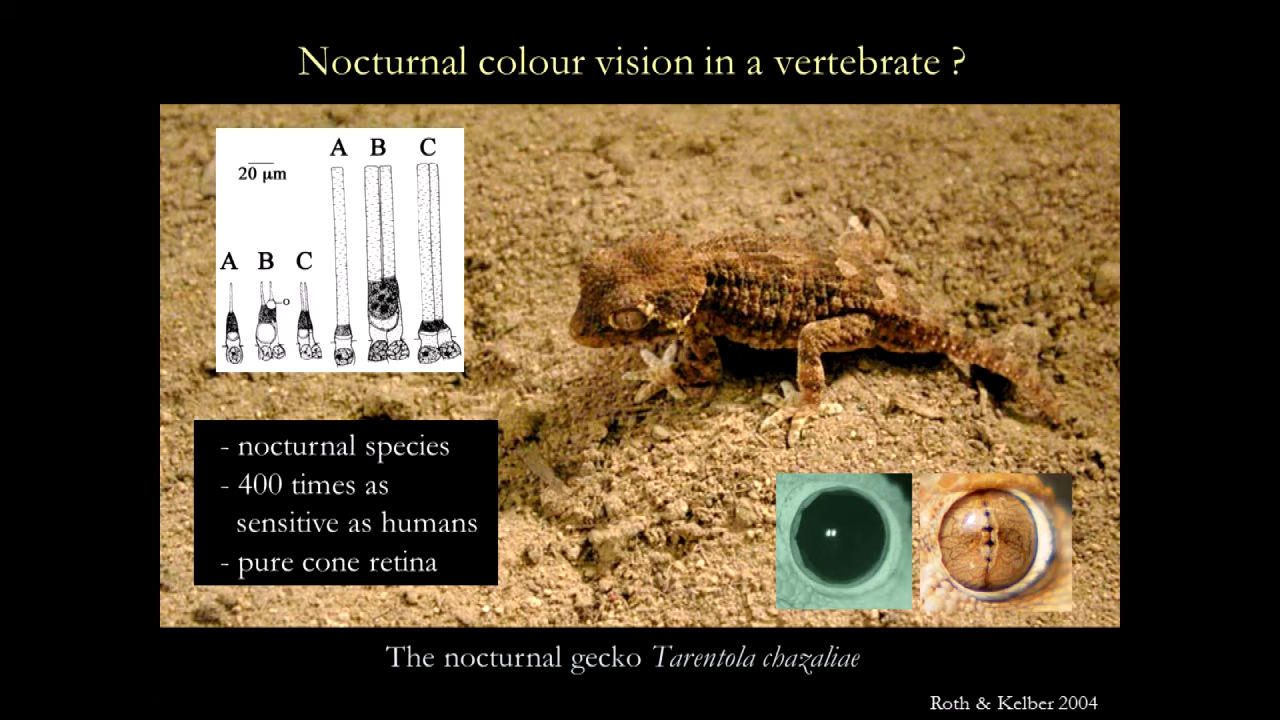 Nocturnal colour vision in a vertebrate ?
A B C
20 μm
A B C
o
- nocturnal species
- 400 times as
sensitive as humans
- pure cone retina
The nocturnal gecko Tarentola chazaliae
Roth & Kelber 2004